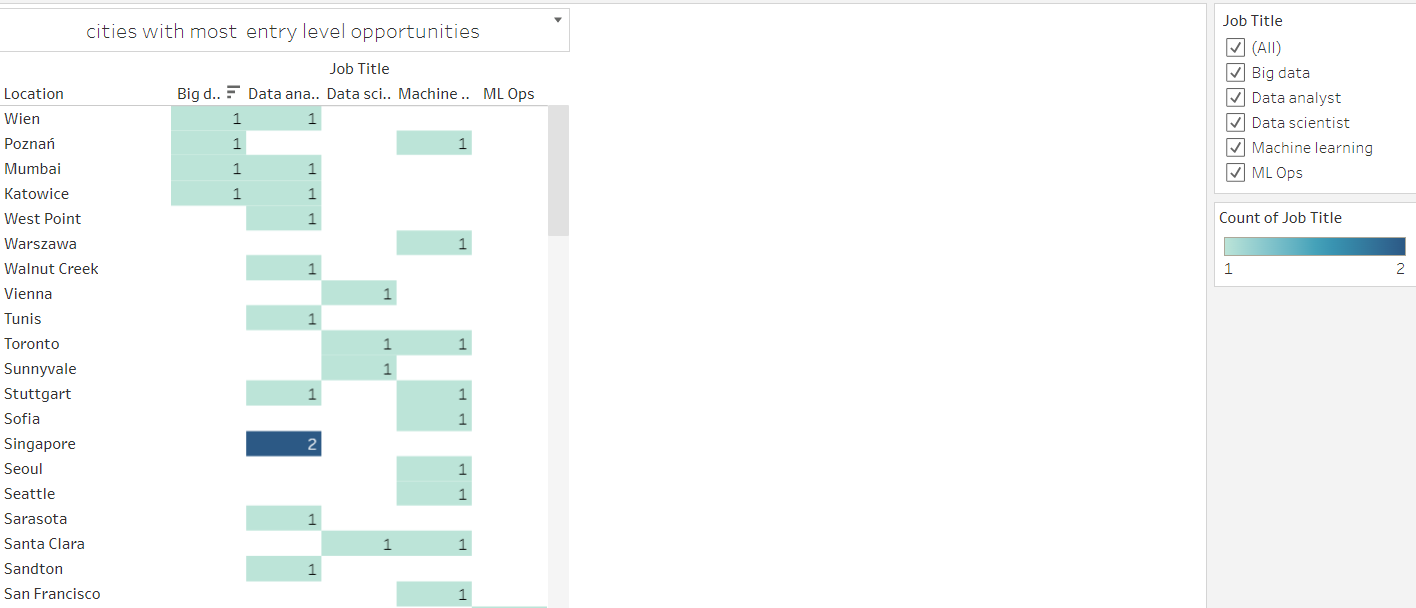 cities with most entry level opportunities
Job Title
Location Big d.. Data ana.. Data sci.. Machine .. ML Ops
Wien 1 1
Poznań 1 1
Mumbai 1 1
Katowice 1 1
West Point 1
Warszawa 1
Walnut Creek 1
Vienna 1
Tunis 1
Toronto 1 1
Sunnyvale 1
Stuttgart 1 1
Sofia 1
Singapore 2
Seoul 1
Seattle 1
Sarasota 1
Santa Clara 1 1
Sandton 1
San Francisco 1
Job Title
(All)
Big data
Data analyst
Data scientist
Machine learning
ML Ops
Count of Job Title
1 2